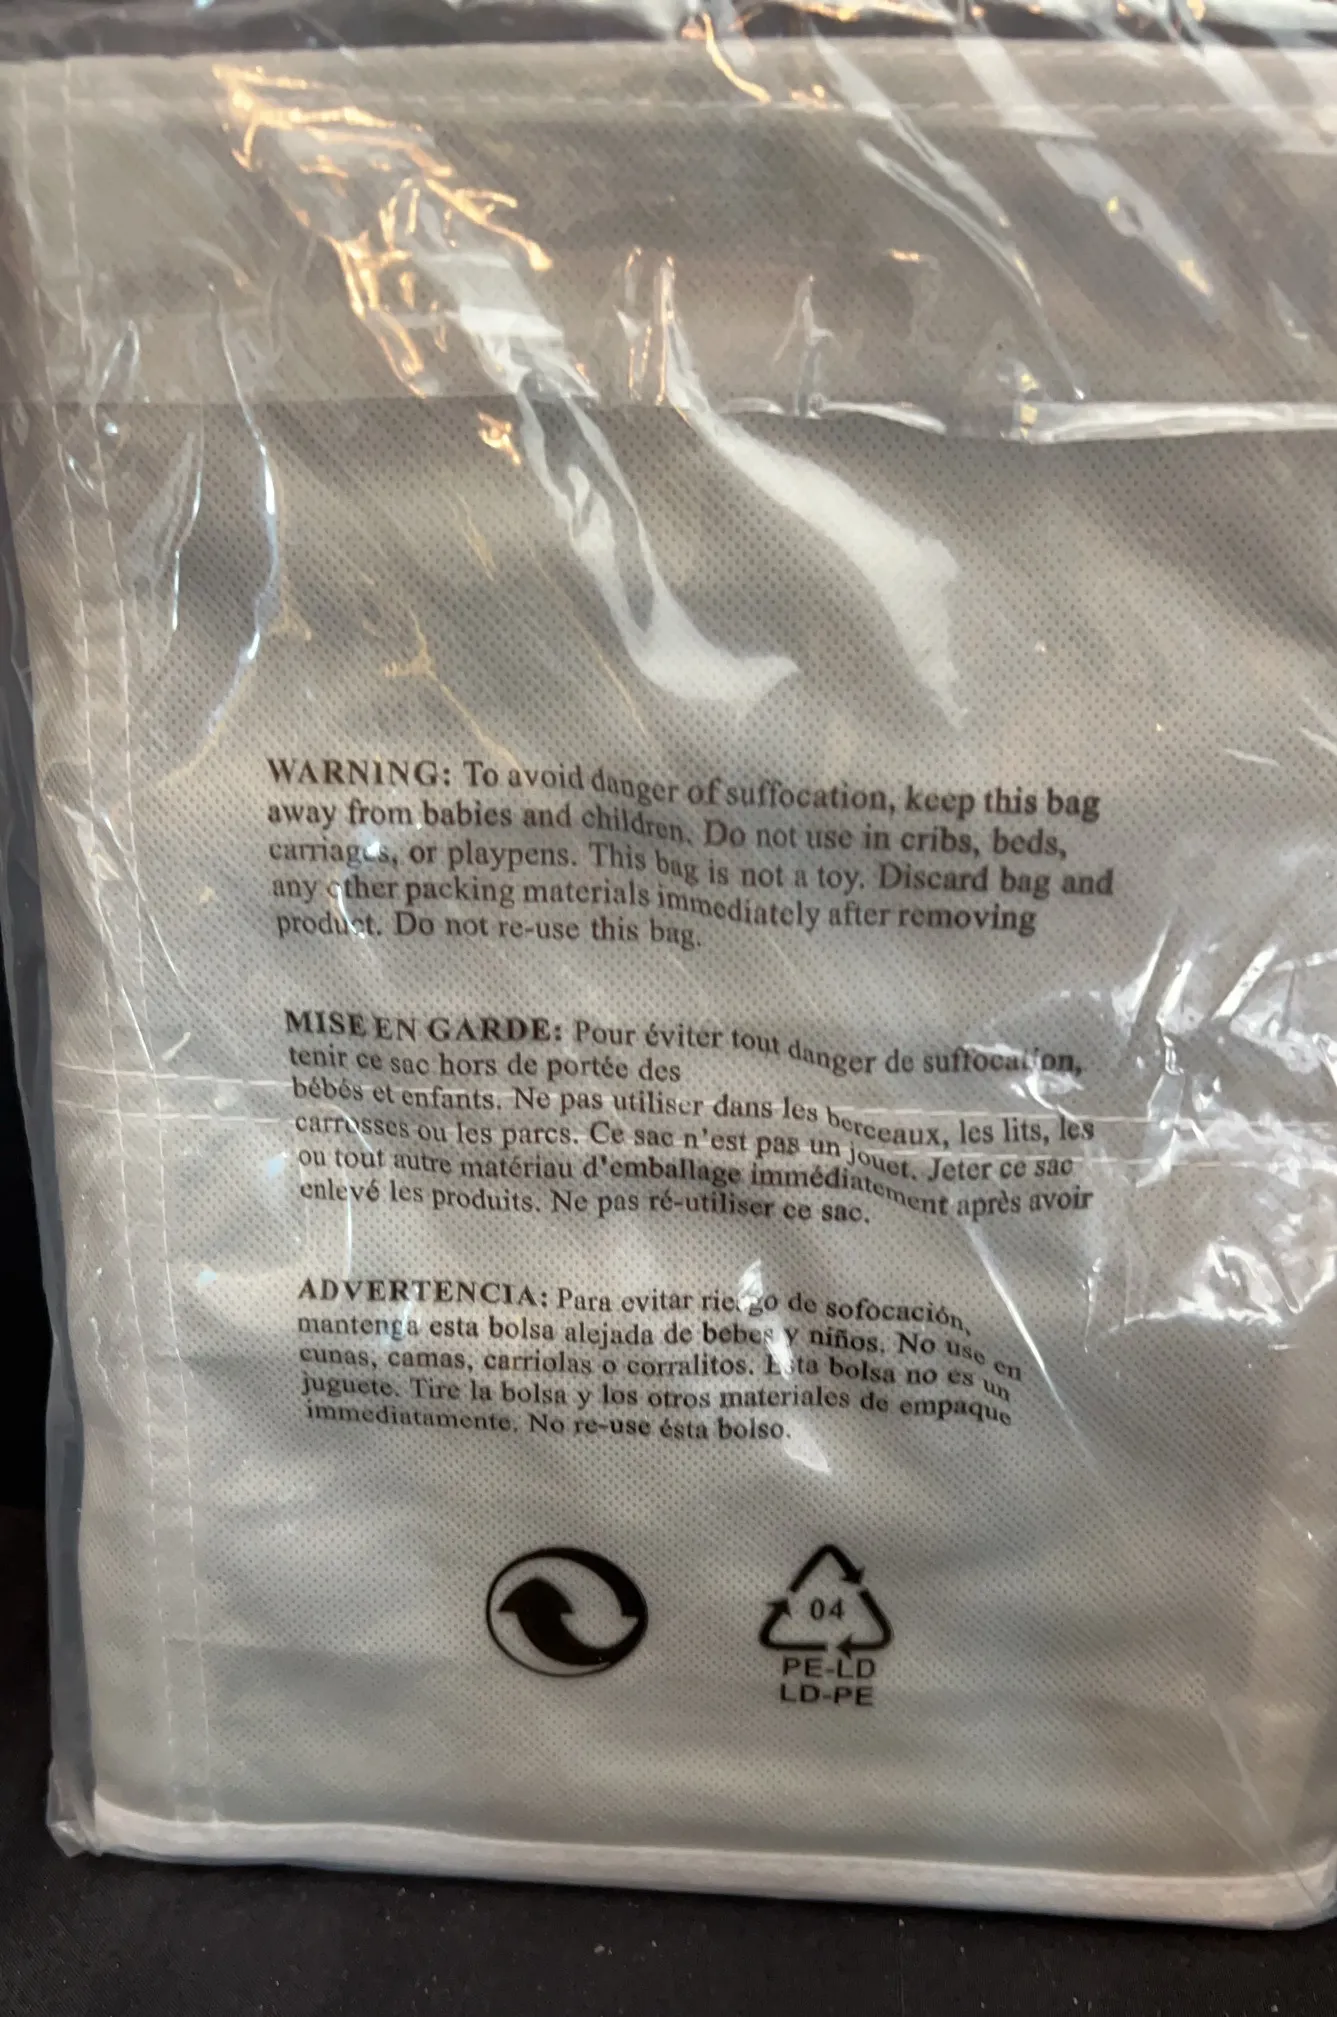 WARNING: To avoid danger of suffocation, keep this bag
away from babies and children. Do not use in cribs, beds,
carriages, or playpens. This bag is not a toy. Discard bag and
any other packing materials immediately after removing
product. Do not re-use this bag.
MISE EN GARDE: Pour éviter tout danger de suffocation,
tenir ce sac hors de portée des
bébés et enfants. Ne pas utiliser dans les berceaux, les lits, les
carrosses ou les parcs. Ce sac n'est pas un jouet. Jeter ce sac
ou tout autre matériau d'emballage immédiatement après avoir
enlevé les produits. Ne pas ré-utiliser ce sac.
ADVERTENCIA: Para evitar riesgo de sofocación,
mantenga esta bolsa alejada de bebes y niños. No use en
cunas, camas, carriolas o corralitos. Esta bolsa no es un
juguete. Tire la bolsa y los otros materiales de empaque
immediatamente. No re-use ésta bolso.
04
PE-LD
LD-PE